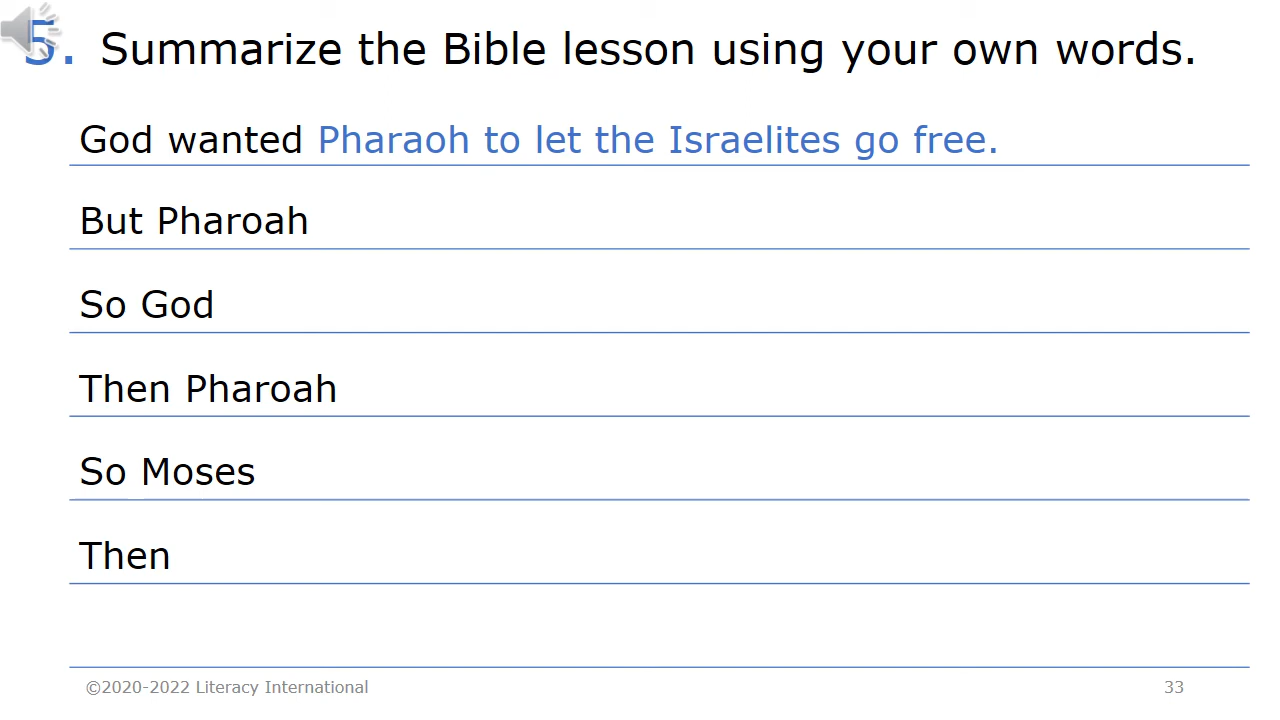 5. Summarize the Bible lesson using your own words.
God wanted Pharaoh to let the Israelites go free.
But Pharoah
So God
Then Pharoah
So Moses
Then
©2020-2022 Literacy International
33